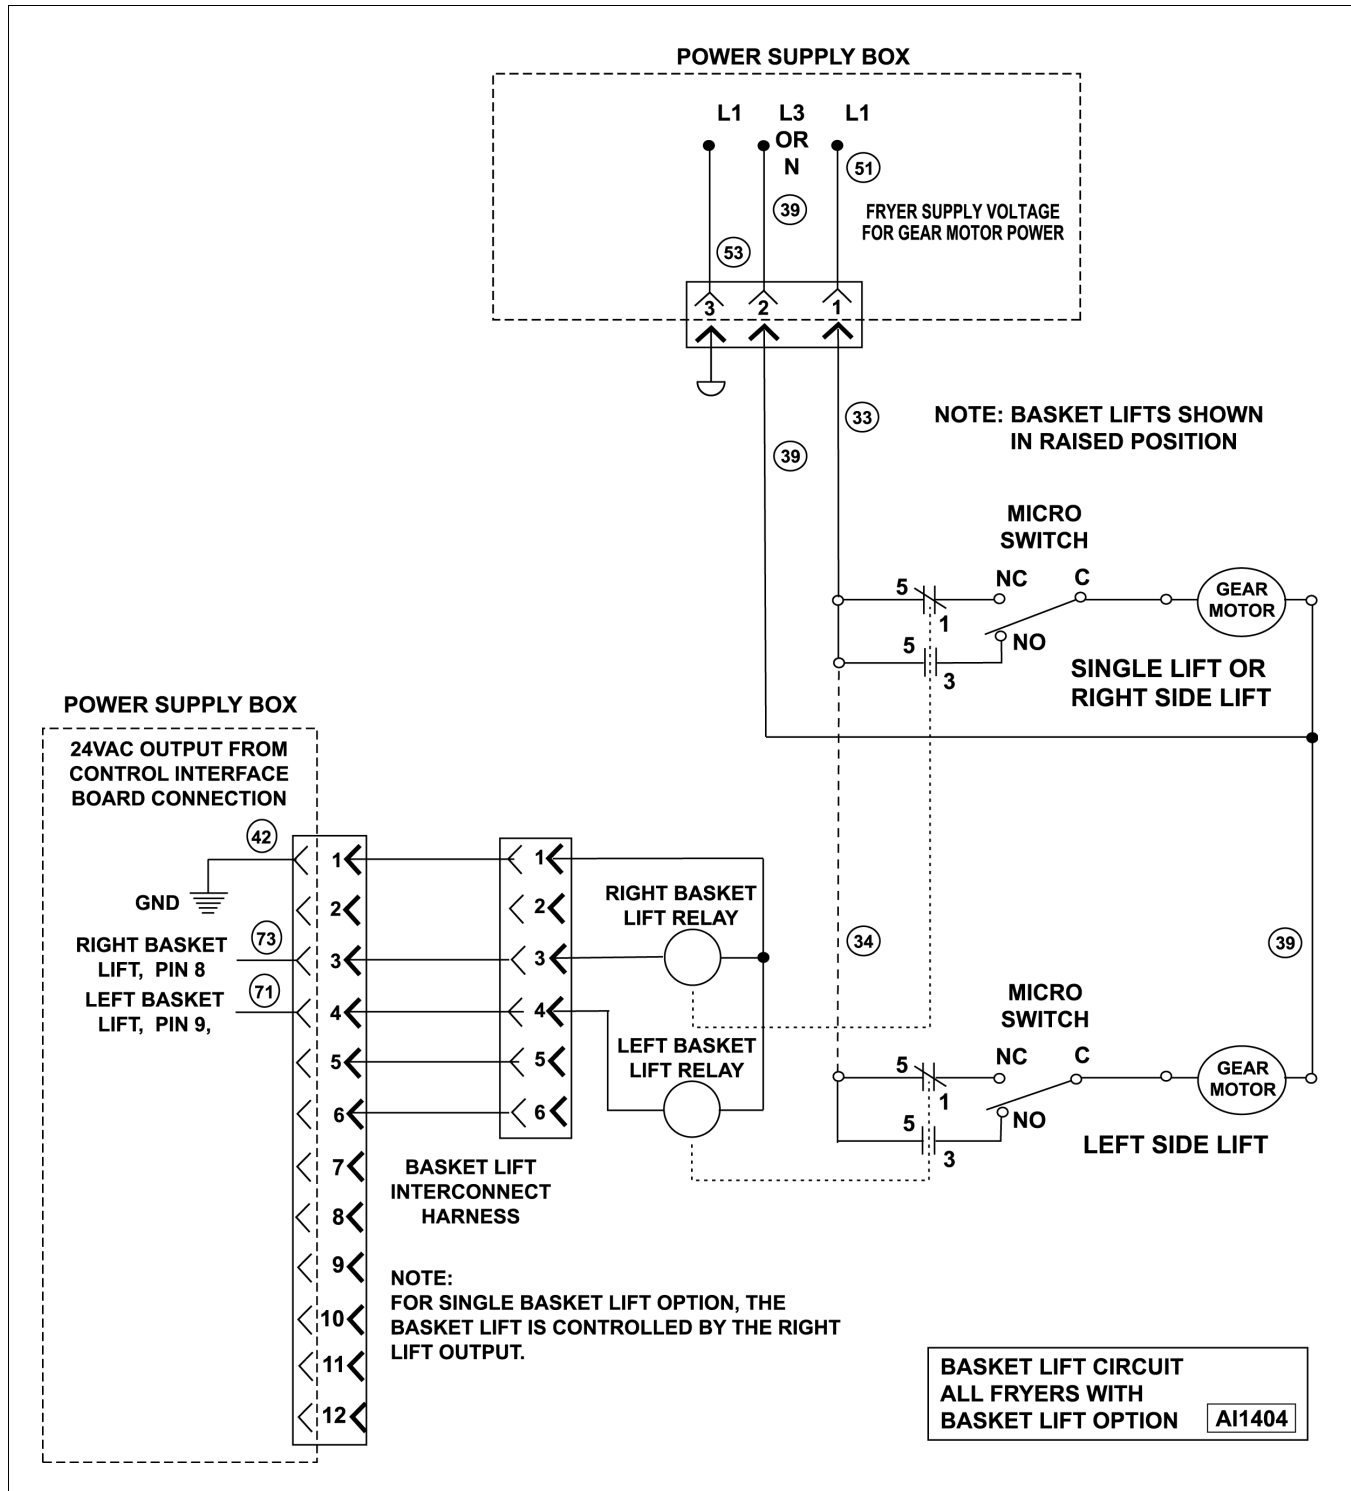 POWER SUPPLY BOX
L1
L3
OR
N
L1
51
39
53
FRYER SUPPLY VOLTAGE
FOR GEAR MOTOR POWER
3
2
1
33
39
NOTE: BASKET LIFTS SHOWN
IN RAISED POSITION
MICRO
SWITCH
5
1
NC
C
GEAR
MOTOR
NO
5
3
SINGLE LIFT OR
RIGHT SIDE LIFT
POWER SUPPLY BOX
24VAC OUTPUT FROM
CONTROL INTERFACE
BOARD CONNECTION
42
GND
73
RIGHT BASKET
LIFT, PIN 8
71
LEFT BASKET
LIFT, PIN 9,
1
2
3
4
5
6
7
8
9
10
11
12
1
2
3
4
5
6
RIGHT BASKET
LIFT RELAY
LEFT BASKET
LIFT RELAY
34
39
MICRO
SWITCH
5
1
NC
C
GEAR
MOTOR
NO
5
3
LEFT SIDE LIFT
BASKET LIFT
INTERCONNECT
HARNESS
NOTE:
FOR SINGLE BASKET LIFT OPTION, THE
BASKET LIFT IS CONTROLLED BY THE RIGHT
LIFT OUTPUT.
BASKET LIFT CIRCUIT
ALL FRYERS WITH
BASKET LIFT OPTION AI1404